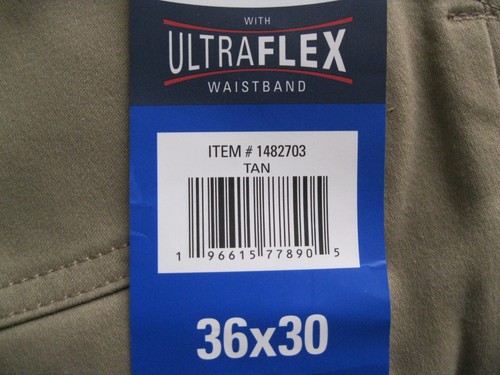 WITH
ULTRAFLEX
WAISTBAND
ITEM # 1482703
TAN
1 96615 77890 5
36x30